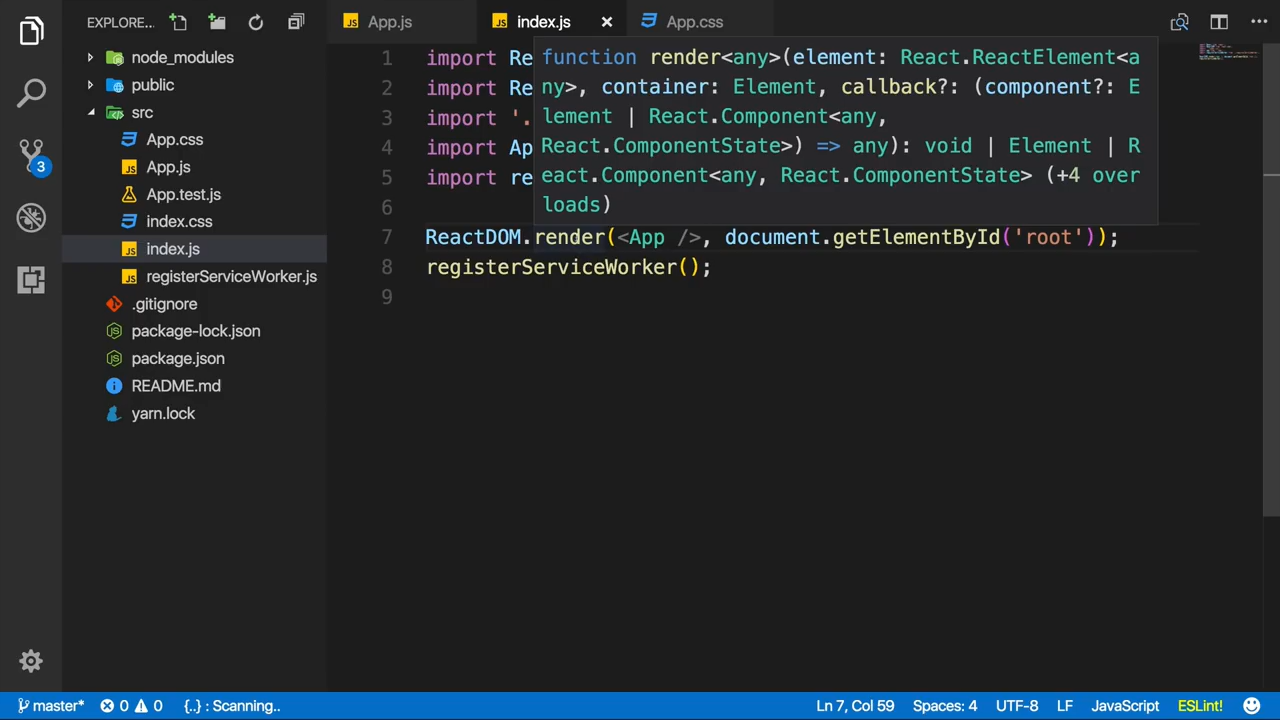 EXPLORE...
App.js
index.js
App.css
node_modules
public
src
App.css
App.js
App.test.js
index.css
index.js
registerServiceWorker.js
.gitignore
package-lock.json
package.json
README.md
yarn.lock
3
1 import Re
2 import Re
3 import '.
4 import Ap
5 import re
6
7 ReactDOM.render(<App />, document.getElementById('root'));
8 registerServiceWorker();
9
function render<any>(element: React.ReactElement<a
ny>, container: Element, callback?: (component?: E
lement | React.Component<any,
React.ComponentState>) => any): void | Element | R
eact.Component<any, React.ComponentState> (+4 over
loads)
master* 0 0 {..} : Scanning.. Ln 7, Col 59 Spaces: 4 UTF-8 LF JavaScript ESLint!